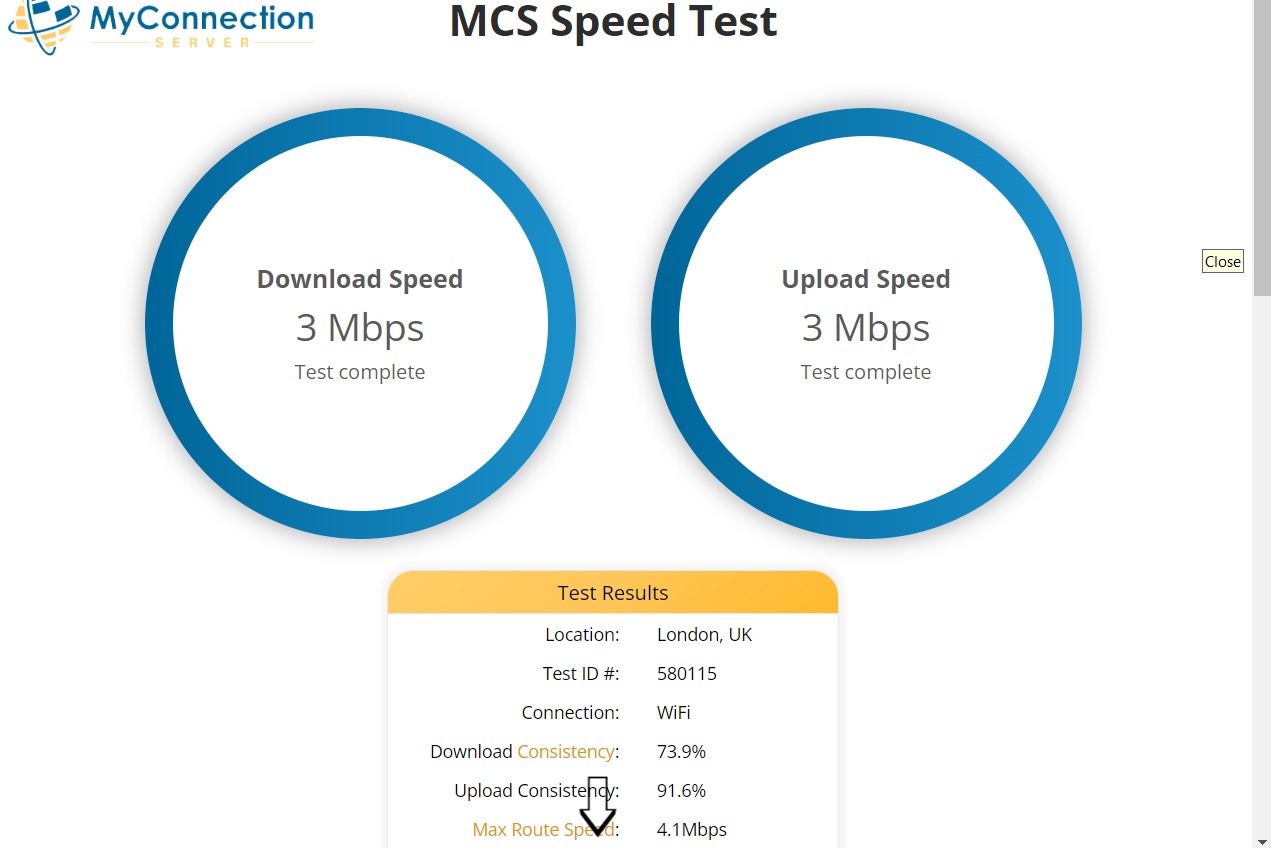 MyConnection
SERVER
MCS Speed Test
Download Speed
3 Mbps
Test complete
Upload Speed
3 Mbps
Test complete
Close
Test Results
Location: London, UK
Test ID #: 580115
Connection: WiFi
Download Consistency: 73.9%
Upload Consistency: 91.6%
Max Route Speed: 4.1Mbps